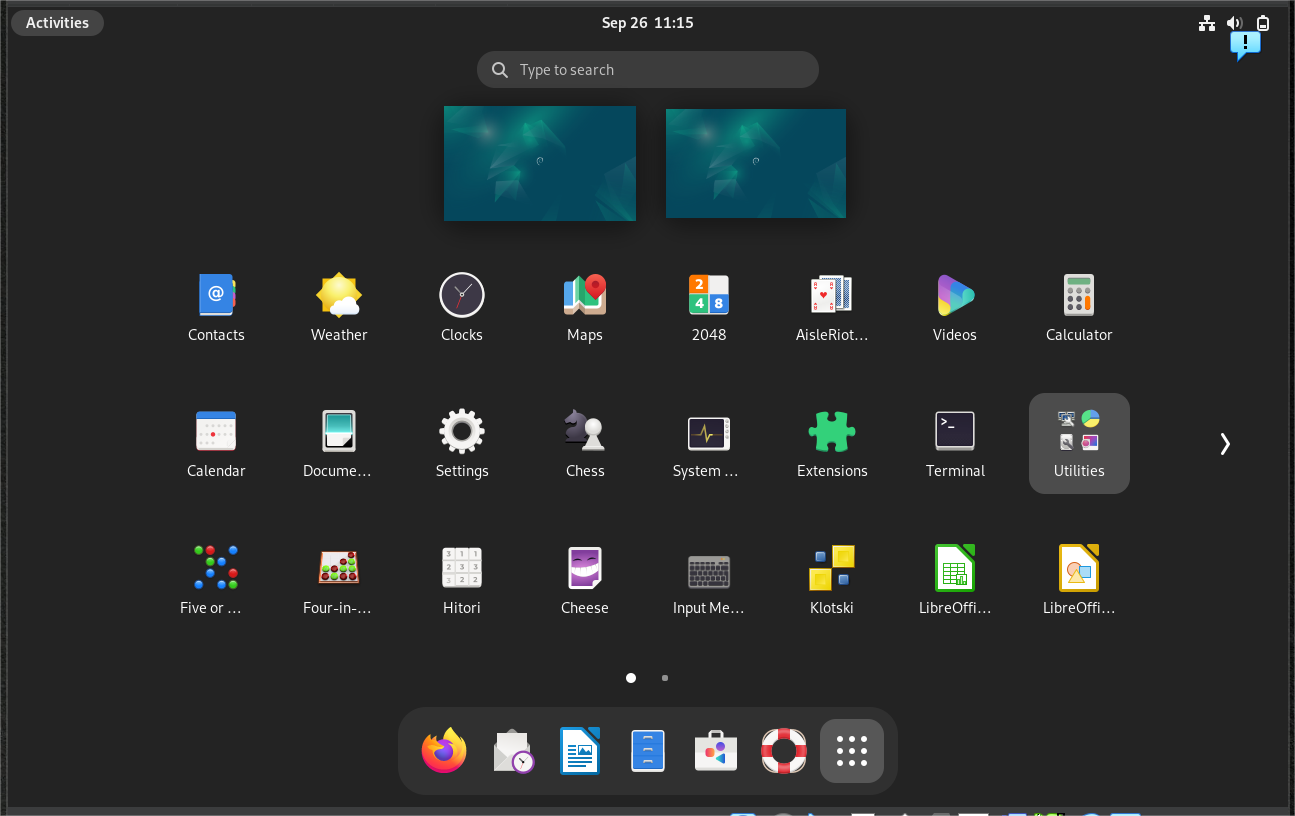 Activities
Sep 26 11:15
!
Type to search
@
2
4 8
Contacts
Weather
Clocks
Maps
2048
AisleRiot…
Videos
Calculator
>_
Calendar
Docume…
Settings
Chess
System …
Extensions
Terminal
Utilities
3 1 1
2 3 3
3 2 2
Five or …
Four-in-…
Hitori
Cheese
Input Me…
Klotski
LibreOffi…
LibreOffi…